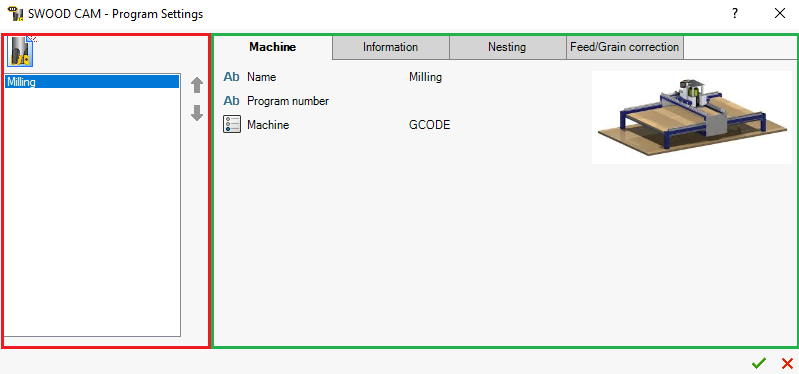 SWOOD CAM - Program Settings
?
Milling
Machine
Information
Nesting
Feed/Grain correction
Ab Name Milling
Ab Program number
Machine GCODE